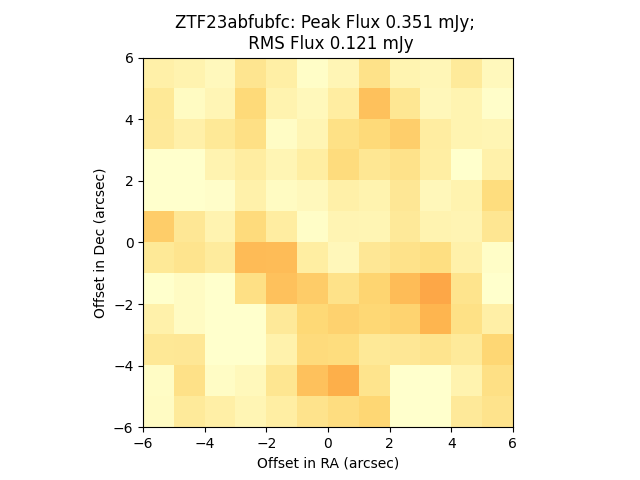 ZTF23abfubfc: Peak Flux 0.351 mJy;
RMS Flux 0.121 mJy
6
4
2
0
−2
−4
−6
Offset in Dec (arcsec)
−6 −4 −2 0 2 4 6
Offset in RA (arcsec)